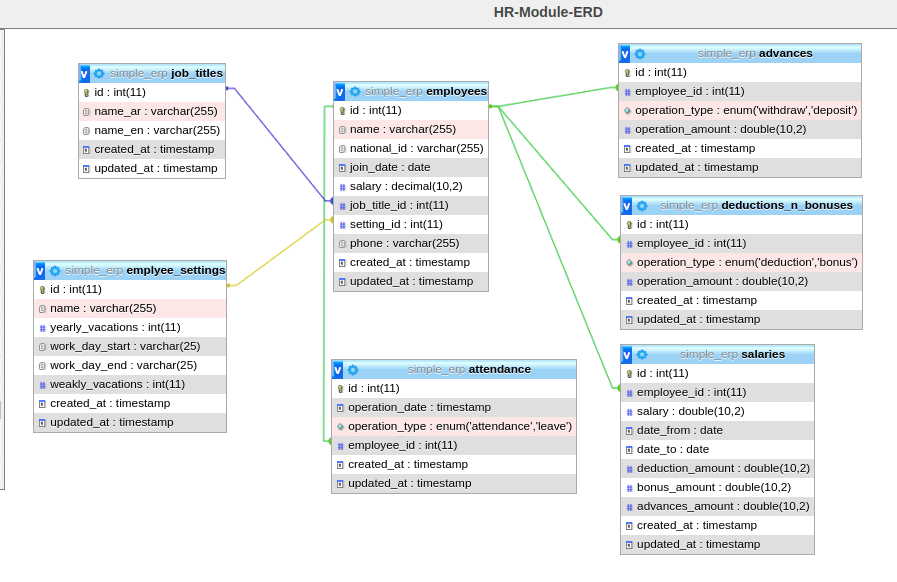 HR-Module-ERD
simple_erp job_titles
id : int(11)
name_ar : varchar(255)
name_en : varchar(255)
created_at : timestamp
updated_at : timestamp
simple_erp emplyee_settings
id : int(11)
name : varchar(255)
yearly_vacations : int(11)
work_day_start : varchar(25)
work_day_end : varchar(25)
weakly_vacations : int(11)
created_at : timestamp
updated_at : timestamp
simple_erp employees
id : int(11)
name : varchar(255)
national_id : varchar(255)
join_date : date
salary : decimal(10,2)
job_title_id : int(11)
setting_id : int(11)
phone : varchar(255)
created_at : timestamp
updated_at : timestamp
simple_erp attendance
id : int(11)
operation_date : timestamp
operation_type : enum('attendance','leave')
employee_id : int(11)
created_at : timestamp
updated_at : timestamp
simple_erp advances
id : int(11)
employee_id : int(11)
operation_type : enum('withdraw','deposit')
operation_amount : double(10,2)
created_at : timestamp
updated_at : timestamp
simple_erp deductions_n_bonuses
id : int(11)
employee_id : int(11)
operation_type : enum('deduction','bonus')
operation_amount : double(10,2)
created_at : timestamp
updated_at : timestamp
simple_erp salaries
id : int(11)
employee_id : int(11)
salary : double(10,2)
date_from : date
date_to : date
deduction_amount : double(10,2)
bonus_amount : double(10,2)
advances_amount : double(10,2)
created_at : timestamp
updated_at : timestamp